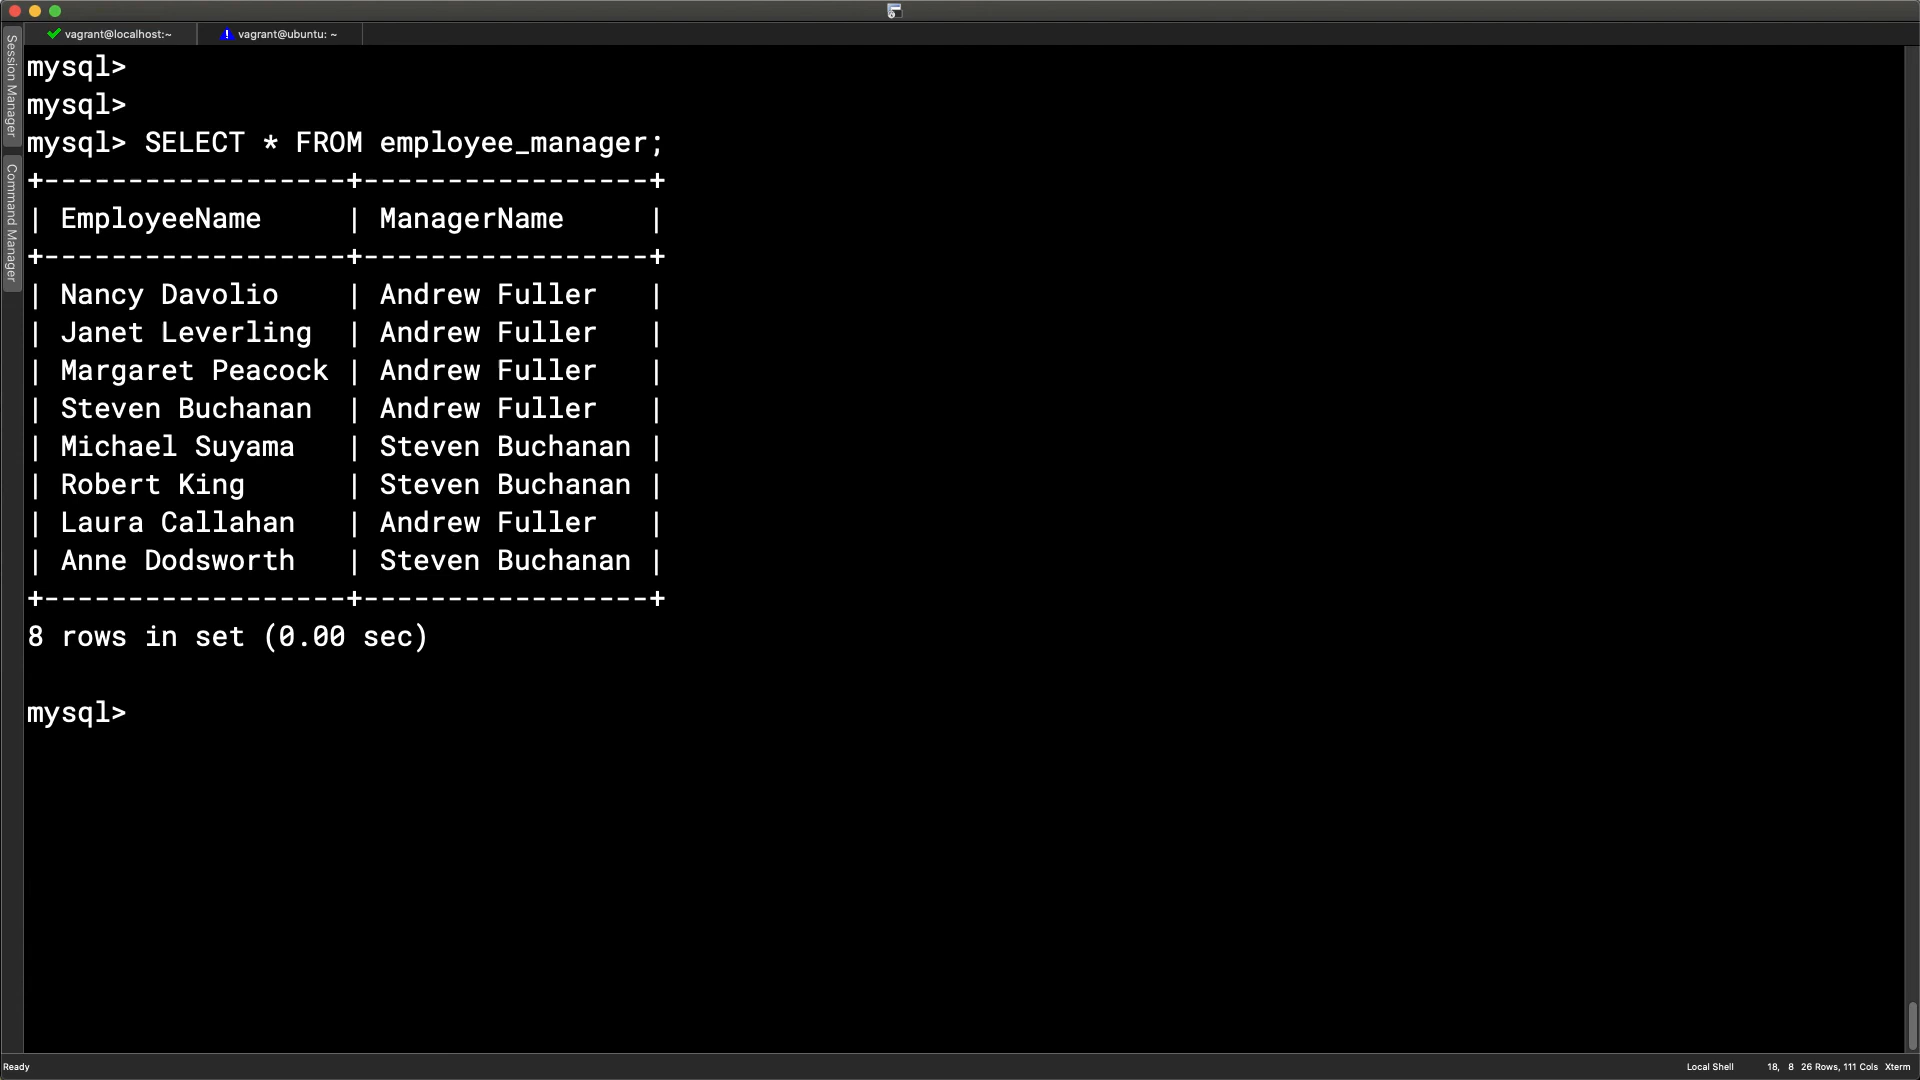 vagrant@localhost:~
vagrant@ubuntu: ~
Session Manager
Command Manager
mysql>
mysql>
mysql> SELECT * FROM employee_manager;
+------------------+-----------------+
| EmployeeName     | ManagerName     |
+------------------+-----------------+
| Nancy Davolio    | Andrew Fuller   |
| Janet Leverling  | Andrew Fuller   |
| Margaret Peacock | Andrew Fuller   |
| Steven Buchanan  | Andrew Fuller   |
| Michael Suyama   | Steven Buchanan |
| Robert King      | Steven Buchanan |
| Laura Callahan   | Andrew Fuller   |
| Anne Dodsworth   | Steven Buchanan |
+------------------+-----------------+
8 rows in set (0.00 sec)
mysql>
Ready
Local Shell 18, 8 26 Rows, 111 Cols Xterm